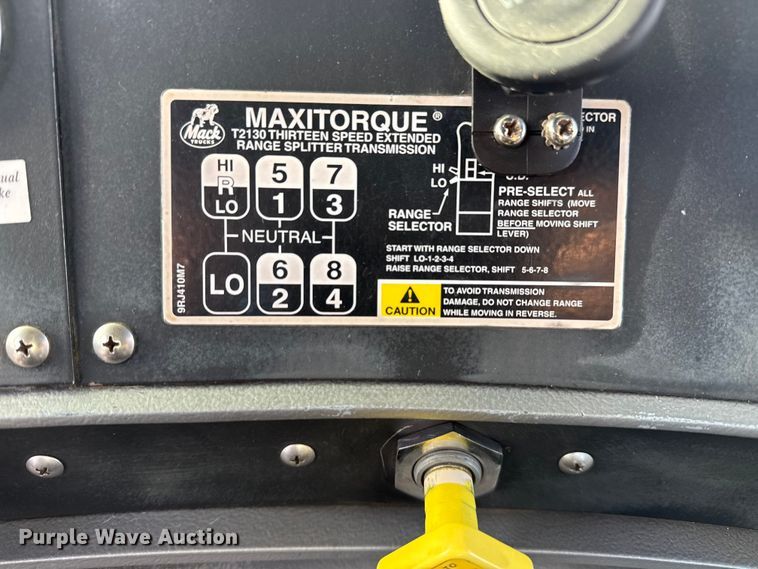 Mack
TRUCKS
MAXITORQUE®
T2130 THIRTEEN SPEED EXTENDED
RANGE SPLITTER TRANSMISSION
HI
R
LO
5
1
7
3
NEUTRAL
LO
6
2
8
4
9RJ410M7
HI
LO
RANGE
SELECTOR
IN
PRE-SELECT ALL
RANGE SHIFTS (MOVE
RANGE SELECTOR
BEFORE MOVING SHIFT
LEVER)
START WITH RANGE SELECTOR DOWN
SHIFT LO-1-2-3-4
RAISE RANGE SELECTOR, SHIFT 5-6-7-8
CAUTION
TO AVOID TRANSMISSION
DAMAGE, DO NOT CHANGE RANGE
WHILE MOVING IN REVERSE.
Purple Wave Auction